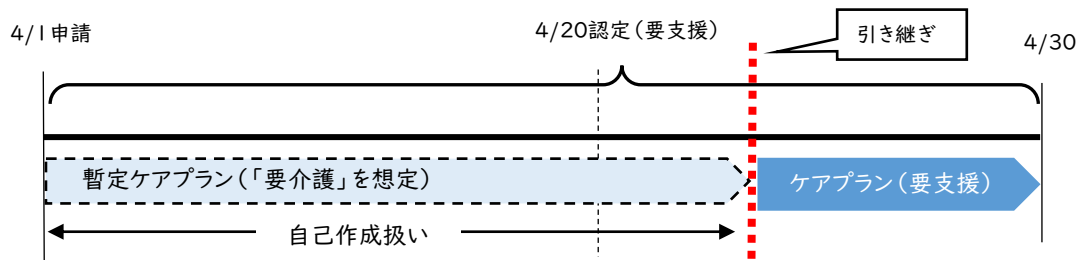 4/1申請
4/20認定(要支援)
引き継ぎ
4/30
暫定ケアプラン(「要介護」を想定)
ケアプラン(要支援)
自己作成扱い